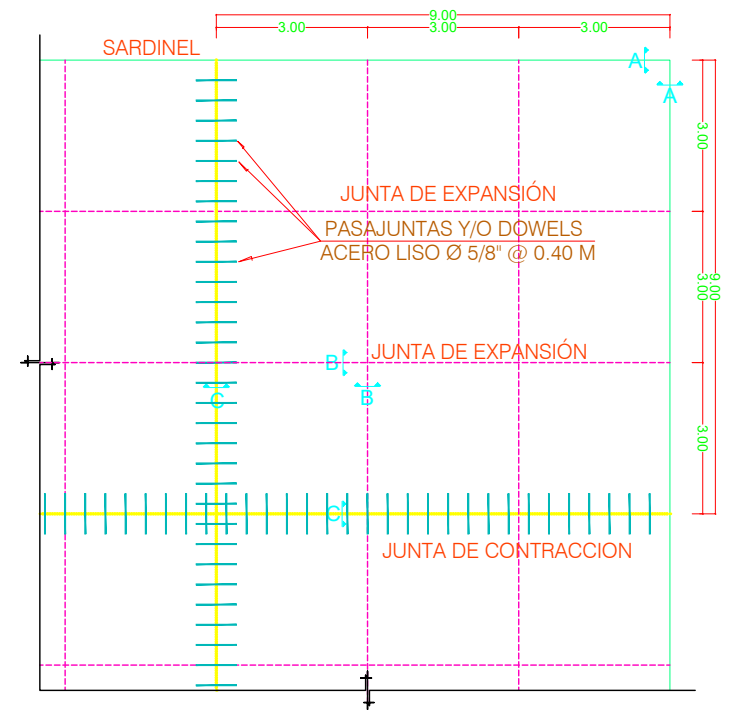 9.00
3.00
3.00
3.00
SARDINEL
A
A
3.00
JUNTA DE EXPANSIÓN
PASAJUNTAS Y/O DOWELS
ACERO LISO Ø 5/8" @ 0.40 M
9.00
3.00
JUNTA DE EXPANSIÓN
B
B
C
3.00
C
JUNTA DE CONTRACCION